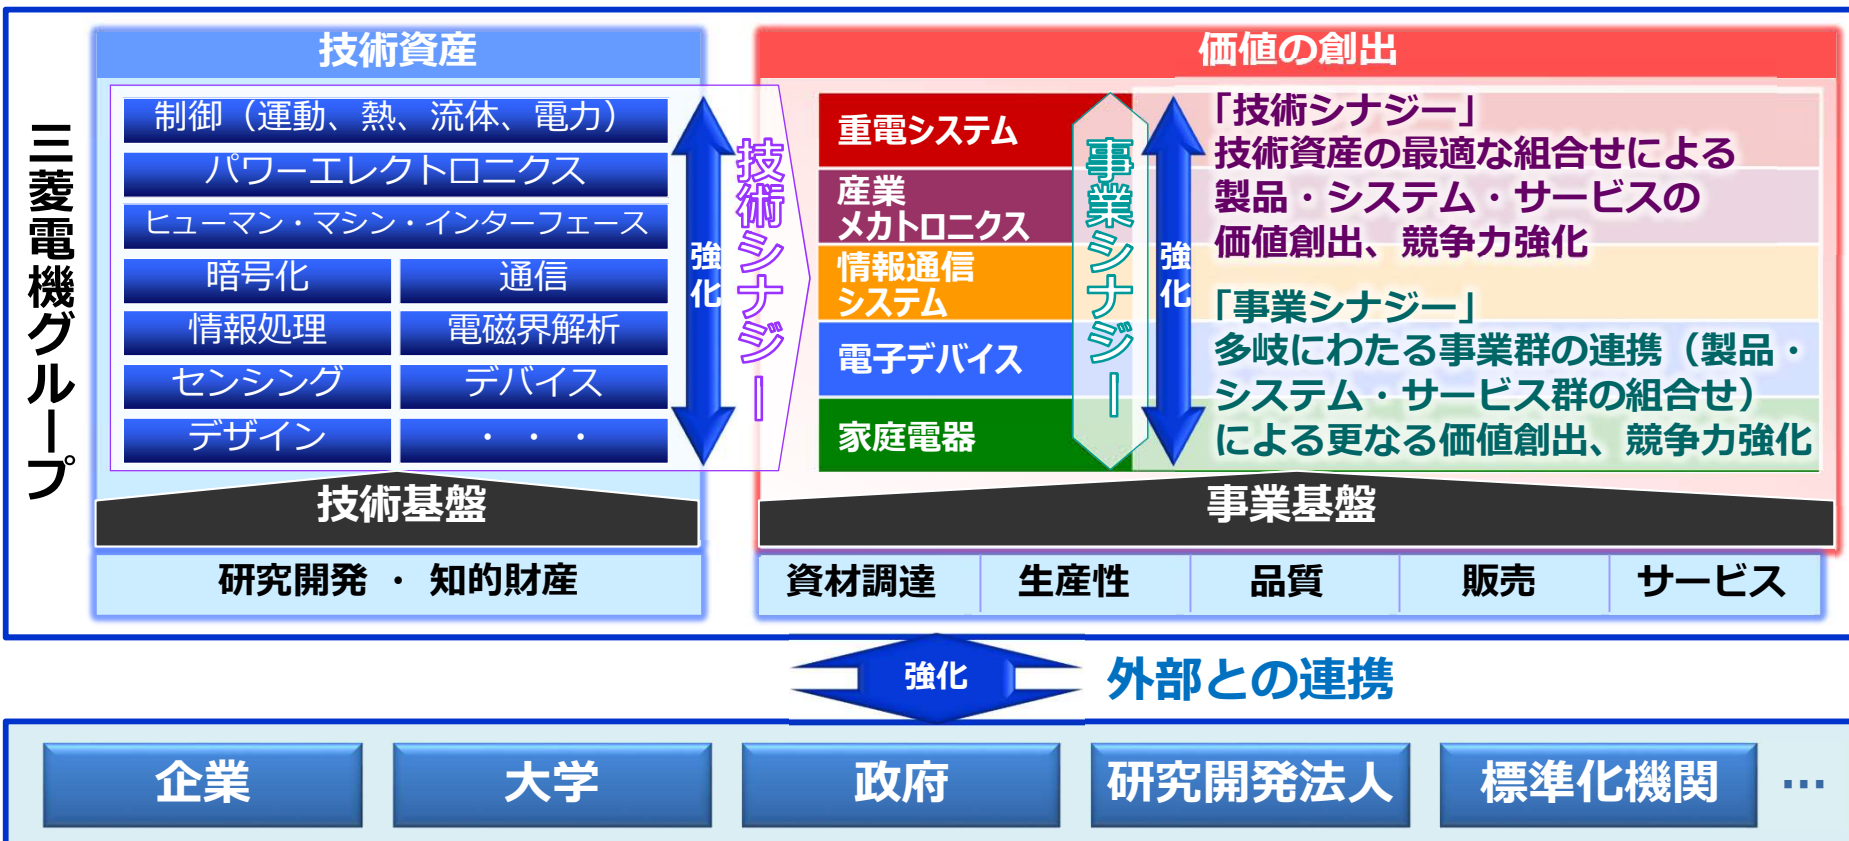 三菱電機グループ
技術資産
制御（運動、熱、流体、電力）
パワーエレクトロニクス
ヒューマン・マシン・インターフェース
暗号化
通信
情報処理
電磁界解析
センシング
デバイス
デザイン
・・・
強化
技術シナジー
技術基盤
研究開発 ・ 知的財産
価値の創出
重電システム
産業
メカトロニクス
情報通信
システム
電子デバイス
家庭電器
事業シナジー
強化
「技術シナジー」
技術資産の最適な組合せによる
製品・システム・サービスの
価値創出、競争力強化
「事業シナジー」
多岐にわたる事業群の連携（製品・
システム・サービス群の組合せ）
による更なる価値創出、競争力強化
事業基盤
資材調達
生産性
品質
販売
サービス
強化
外部との連携
企業
大学
政府
研究開発法人
標準化機関
…